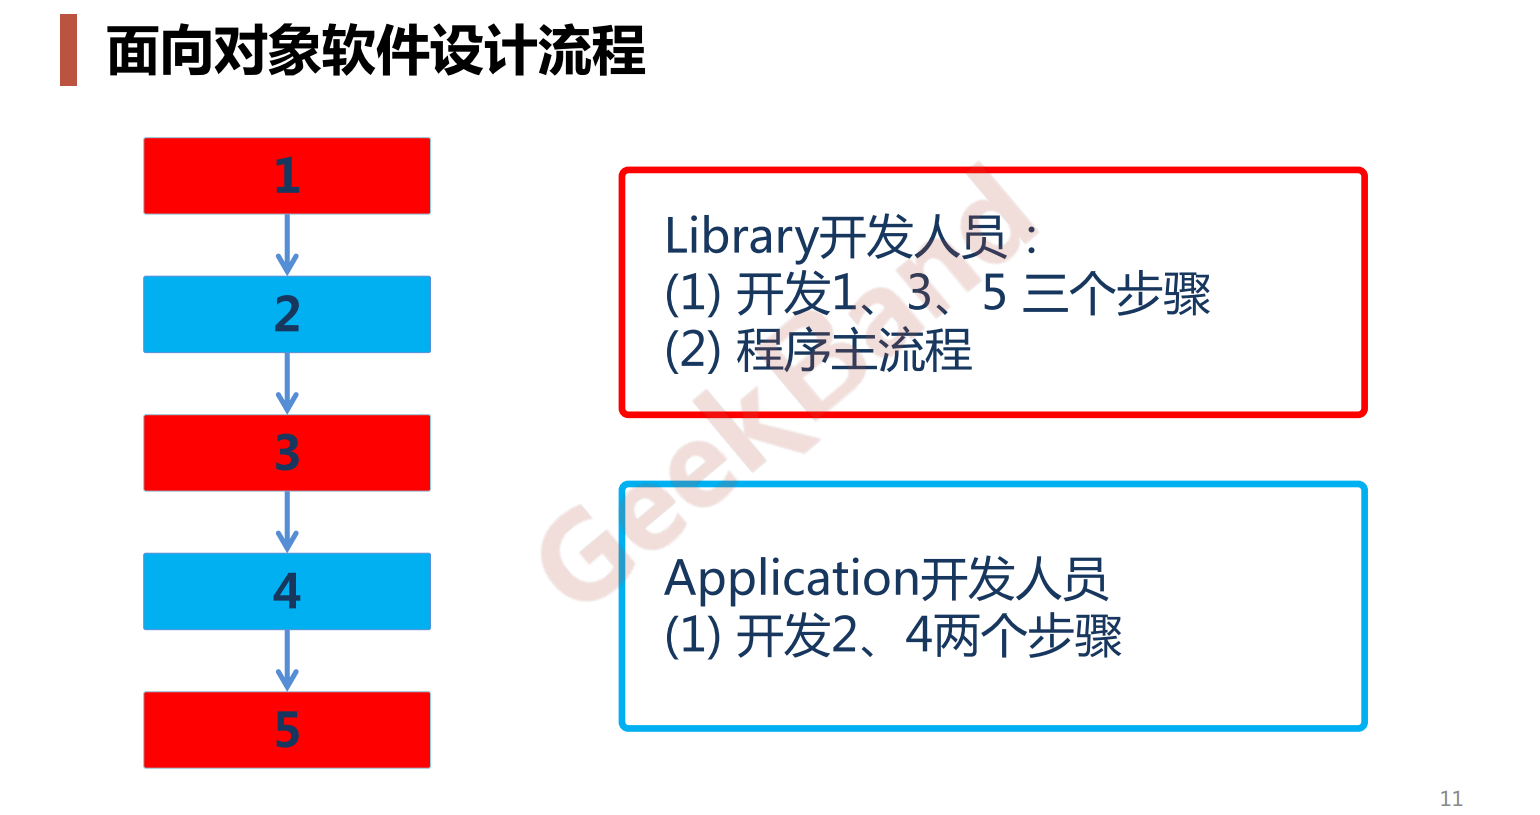 面向对象软件设计流程
1
2
3
4
5
Library开发人员：
(1) 开发1、3、5 三个步骤
(2) 程序主流程
Application开发人员
(1) 开发2、4两个步骤
GeekBand
11